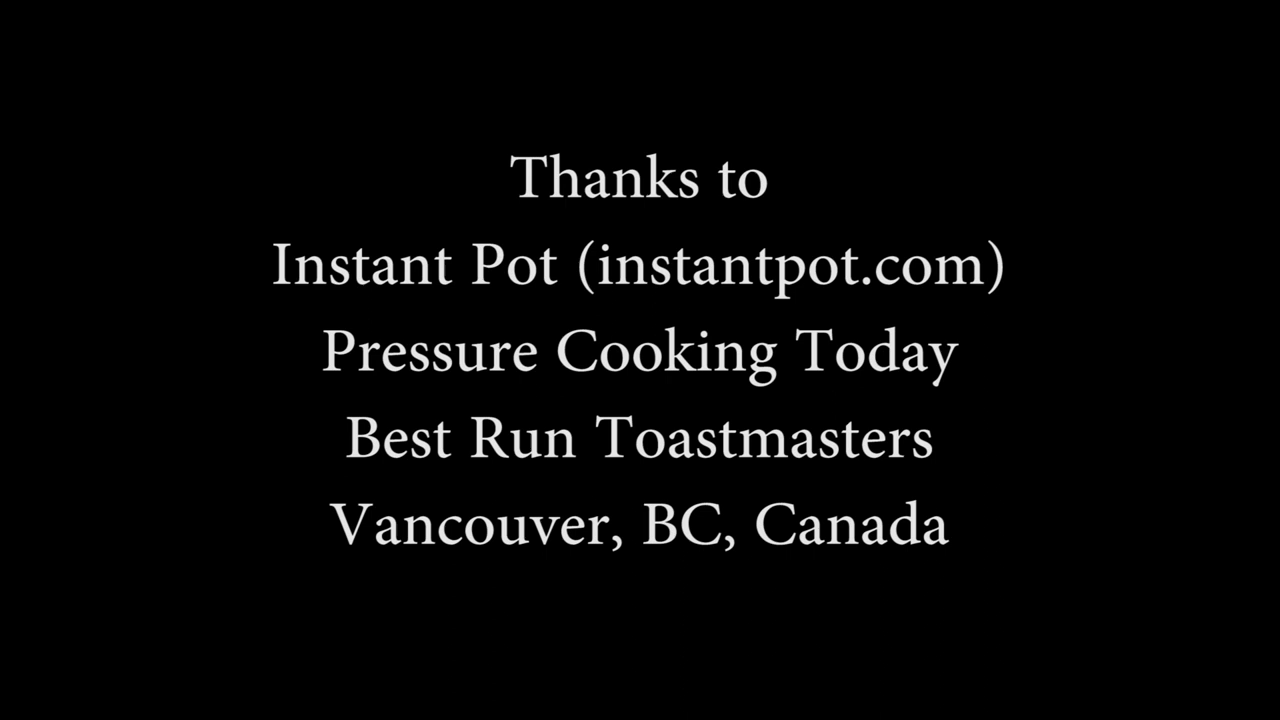 Thanks to
Instant Pot (instantpot.com)
Pressure Cooking Today
Best Run Toastmasters
Vancouver, BC, Canada